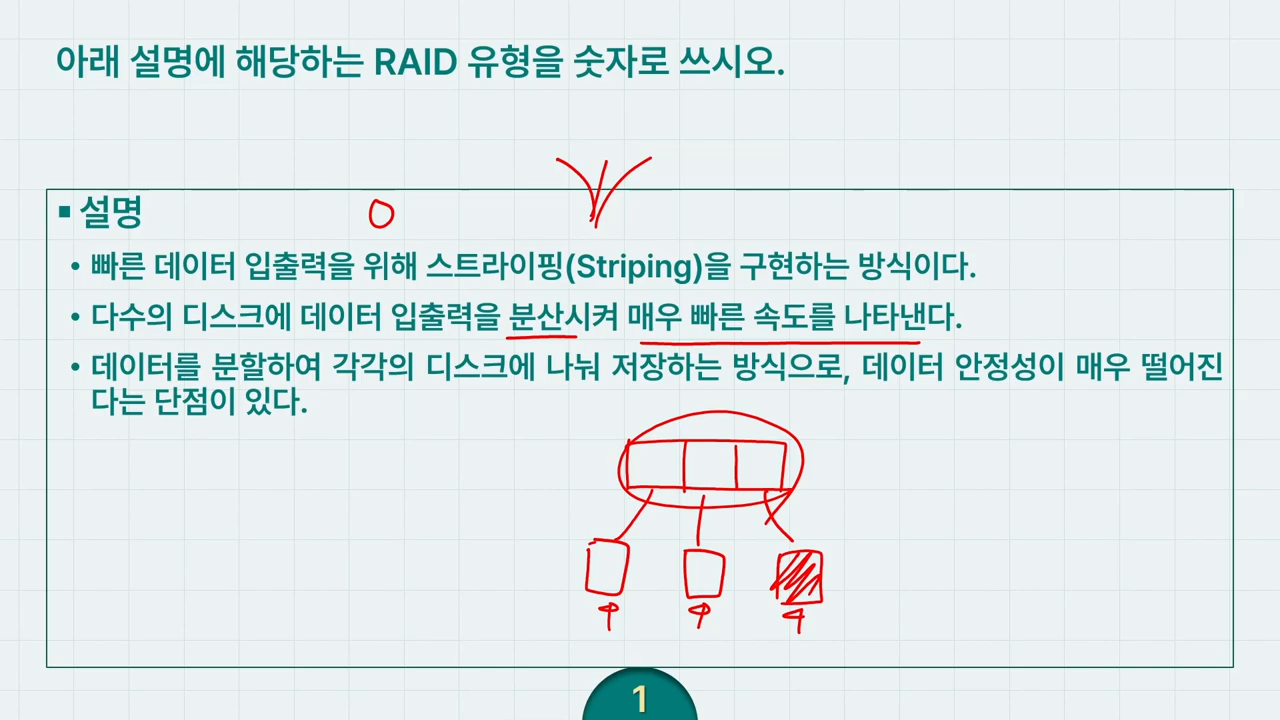 아래 설명에 해당하는 RAID 유형을 숫자로 쓰시오.
▪ 설명
0
• 빠른 데이터 입출력을 위해 스트라이핑(Striping)을 구현하는 방식이다.
• 다수의 디스크에 데이터 입출력을 분산시켜 매우 빠른 속도를 나타낸다.
• 데이터를 분할하여 각각의 디스크에 나눠 저장하는 방식으로, 데이터 안정성이 매우 떨어진
다는 단점이 있다.
1